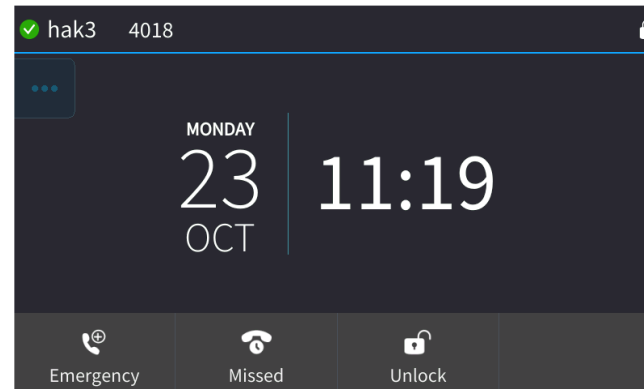 hak3 4018
MONDAY
23
OCT
11:19
Emergency Missed Unlock